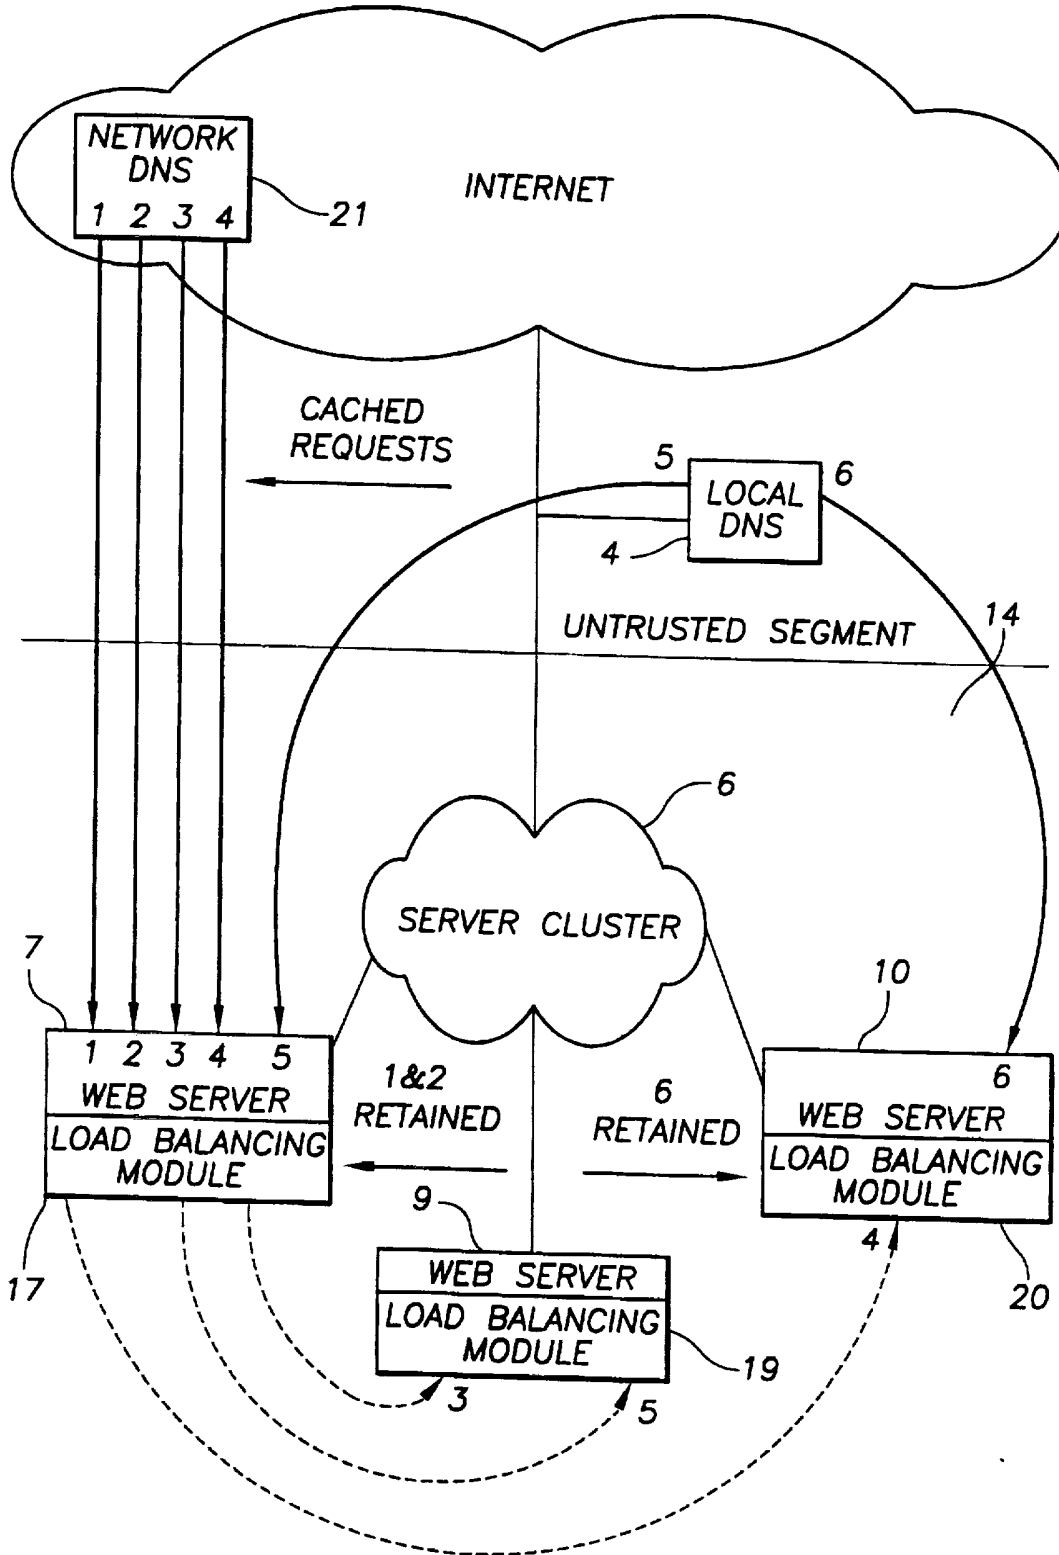 NETWORK
DNS
1 2 3 4
21
INTERNET
CACHED
REQUESTS
5
LOCAL
DNS
6
4
UNTRUSTED SEGMENT
14
6
SERVER CLUSTER
7
1 2 3 4 5
WEB SERVER
LOAD BALANCING
MODULE
17
1&2
RETAINED
6
RETAINED
10
6
WEB SERVER
LOAD BALANCING
MODULE
4
20
9
WEB SERVER
LOAD BALANCING
MODULE
19
3
5